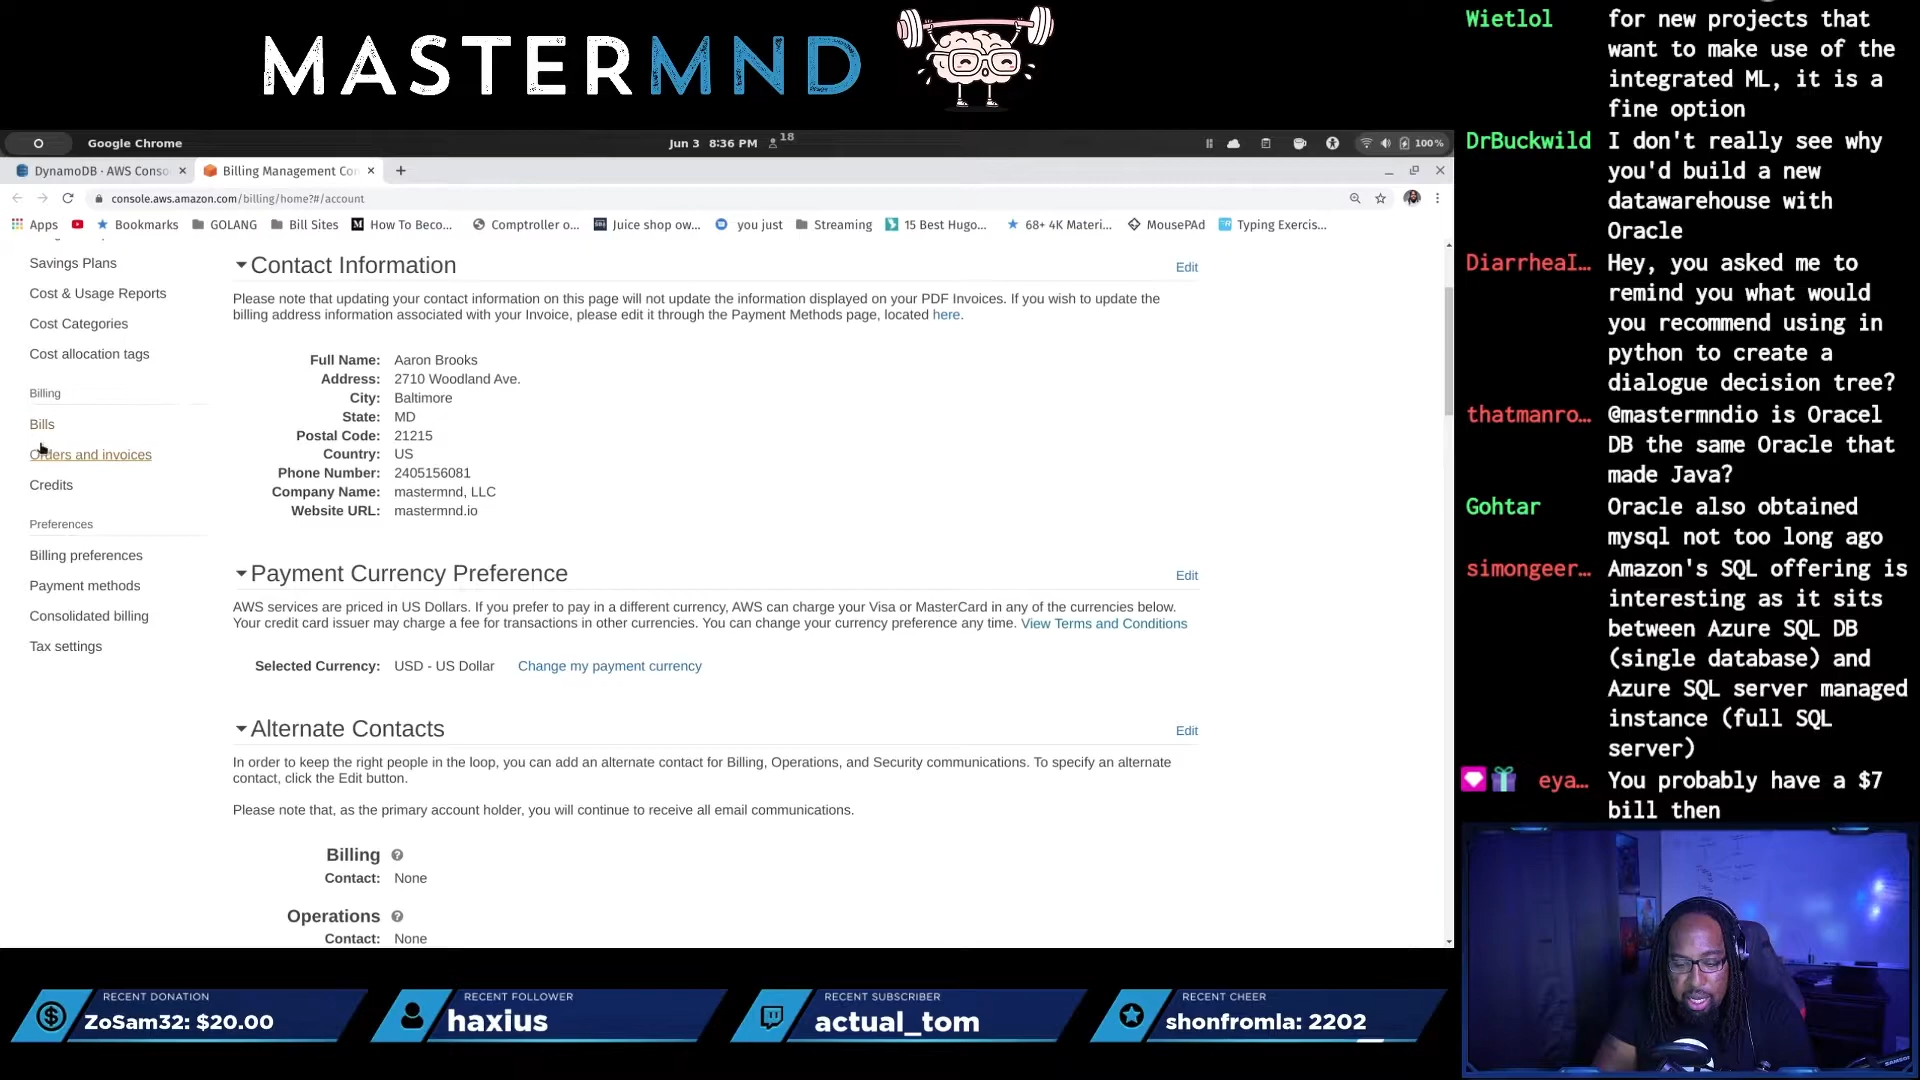 MASTERMND
Google Chrome
Jun 3 8:36 PM
18
100%
DynamoDB · AWS Conso
Billing Management Co
console.aws.amazon.com/billing/home?#/account
Apps
Bookmarks
GOLANG
Bill Sites
How To Beco...
Comptroller o...
Juice shop ow...
you just
Streaming
15 Best Hugo...
68+ 4K Materi...
MousePAd
Typing Exercis...
Savings Plans
Cost & Usage Reports
Cost Categories
Cost allocation tags
Billing
Bills
Orders and invoices
Credits
Preferences
Billing preferences
Payment methods
Consolidated billing
Tax settings
Contact Information
Edit
Please note that updating your contact information on this page will not update the information displayed on your PDF Invoices. If you wish to update the
billing address information associated with your Invoice, please edit it through the Payment Methods page, located here.
Full Name: Aaron Brooks
Address: 2710 Woodland Ave.
City: Baltimore
State: MD
Postal Code: 21215
Country: US
Phone Number: 2405156081
Company Name: mastermnd, LLC
Website URL: mastermnd.io
Payment Currency Preference
Edit
AWS services are priced in US Dollars. If you prefer to pay in a different currency, AWS can charge your Visa or MasterCard in any of the currencies below.
Your credit card issuer may charge a fee for transactions in other currencies. You can change your currency preference any time. View Terms and Conditions
Selected Currency: USD - US Dollar Change my payment currency
Alternate Contacts
Edit
In order to keep the right people in the loop, you can add an alternate contact for Billing, Operations, and Security communications. To specify an alternate
contact, click the Edit button.
Please note that, as the primary account holder, you will continue to receive all email communications.
Billing
Contact: None
Operations
Contact: None
Wietlol for new projects that
want to make use of the
integrated ML, it is a
fine option
DrBuckwild I don't really see why
you'd build a new
datawarehouse with
Oracle
DiarrheaI… Hey, you asked me to
remind you what would
you recommend using in
python to create a
dialogue decision tree?
thatmanro… @mastermndio is Oracel
DB the same Oracle that
made Java?
Gohtar Oracle also obtained
mysql not too long ago
simongeer… Amazon's SQL offering is
interesting as it sits
between Azure SQL DB
(single database) and
Azure SQL server managed
instance (full SQL
server)
eya… You probably have a $7
bill then
RECENT DONATION
ZoSam32: $20.00
RECENT FOLLOWER
haxius
RECENT SUBSCRIBER
actual_tom
RECENT CHEER
shonfromla: 2202